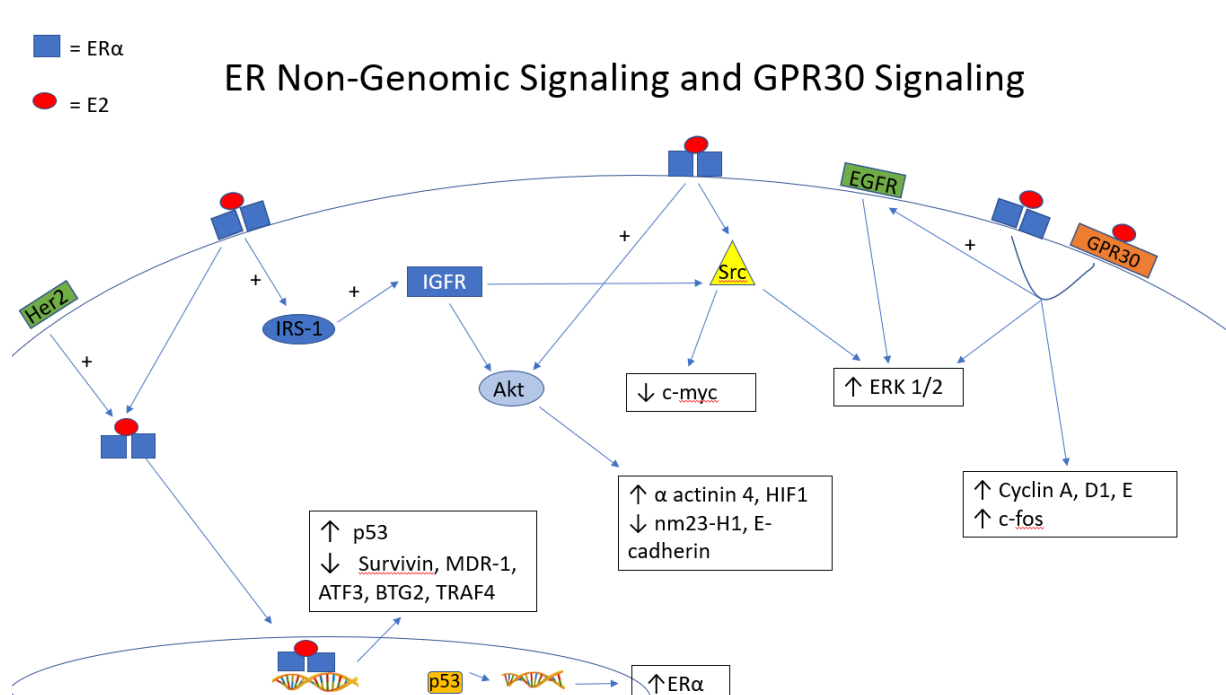 = ERα
ER Non-Genomic Signaling and GPR30 Signaling
= E2
EGFR
GPR30
+
+
Src
+
+
IGFR
Her2
IRS-1
+
Akt
↓ c-myc
↑ ERK 1/2
↑ α actinin 4, HIF1
↓ nm23-H1, E-
cadherin
↑ Cyclin A, D1, E
↑ c-fos
↑ p53
↓ Survivin, MDR-1,
ATF3, BTG2, TRAF4
p53
↑ERα